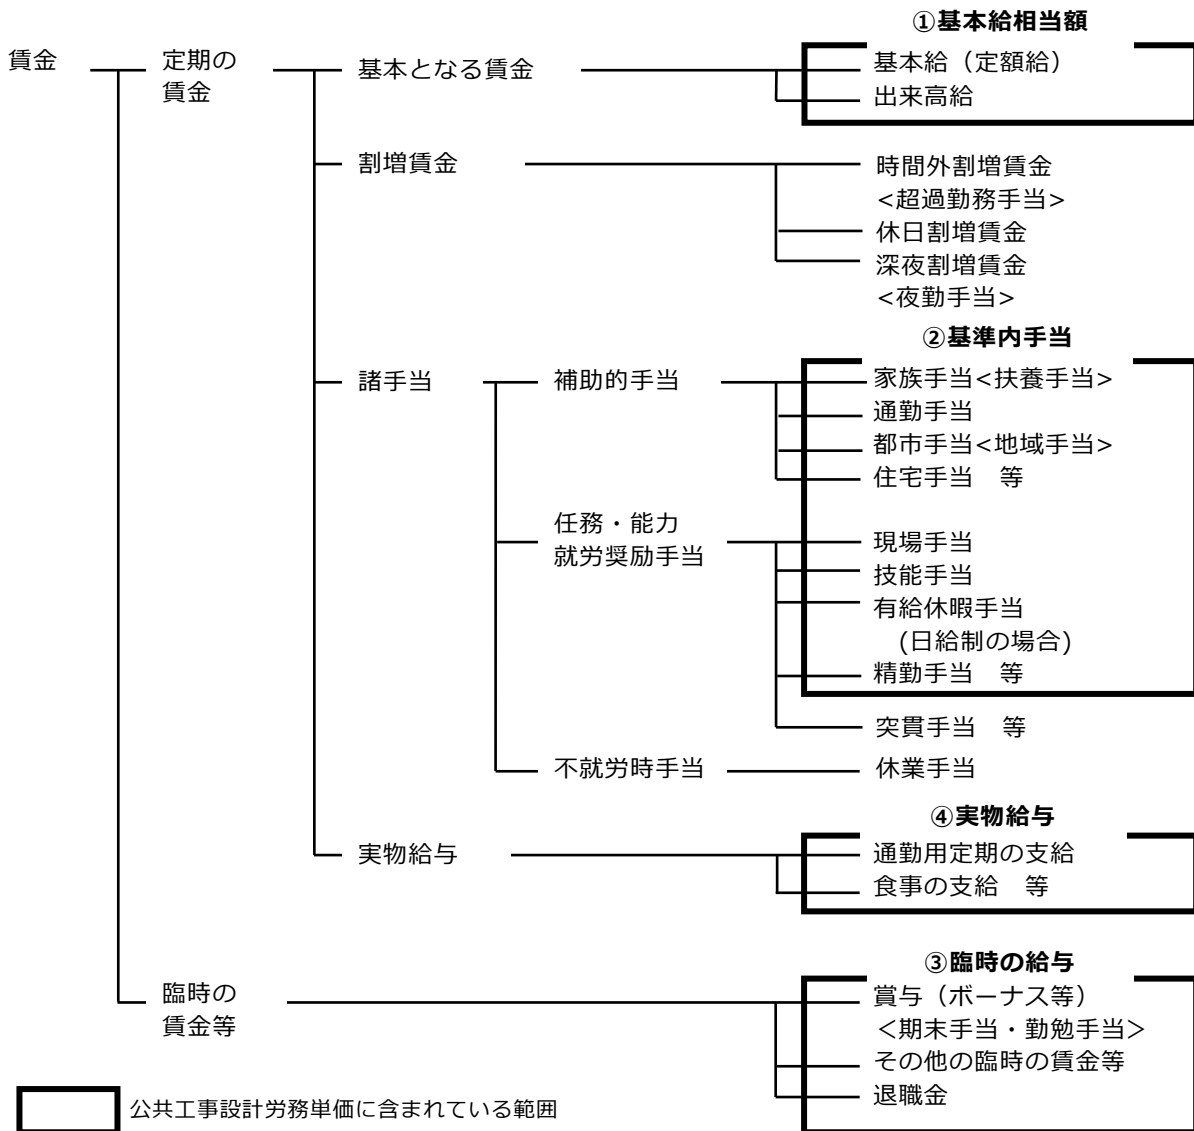 ①基本給相当額
賃金
定期の
賃金
基本となる賃金
基本給（定額給）
出来高給
割増賃金
時間外割増賃金
<超過勤務手当>
休日割増賃金
深夜割増賃金
<夜勤手当>
②基準内手当
諸手当
補助的手当
家族手当<扶養手当>
通勤手当
都市手当<地域手当>
住宅手当　等
任務・能力
就労奨励手当
現場手当
技能手当
有給休暇手当
(日給制の場合)
精勤手当　等
突貫手当　等
不就労時手当
休業手当
④実物給与
実物給与
通勤用定期の支給
食事の支給　等
③臨時の給与
臨時の
賃金等
賞与（ボーナス等）
<期末手当・勤勉手当>
その他の臨時の賃金等
退職金
公共工事設計労務単価に含まれている範囲